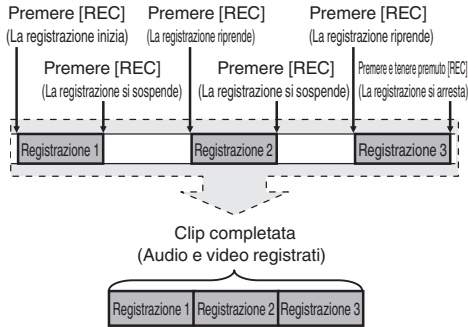 Premere [REC]
(La registrazione inizia)
Premere [REC]
(La registrazione riprende)
Premere [REC]
(La registrazione riprende)
Premere [REC]
(La registrazione si sospende)
Premere [REC]
(La registrazione si sospende)
Premere e tenere premuto [REC]
(La registrazione si arresta)
Registrazione 1
Registrazione 2
Registrazione 3
Clip completata
(Audio e video registrati)
Registrazione 1
Registrazione 2
Registrazione 3